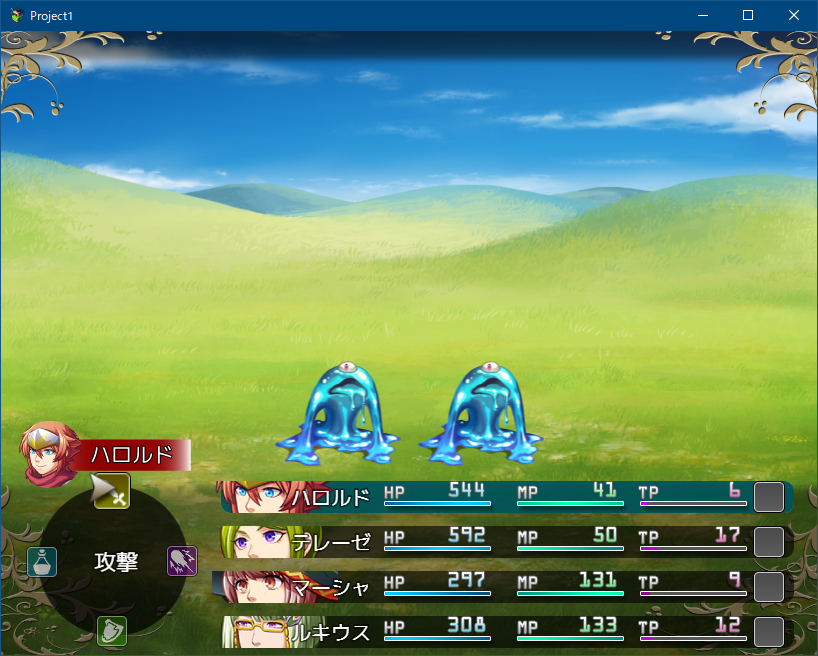 Project1
ハロルド
攻撃
ハロルド HP 544 MP 41 TP 6
テレーゼ HP 592 MP 50 TP 17
マーシャ HP 297 MP 131 TP 9
ルキウス HP 308 MP 133 TP 12